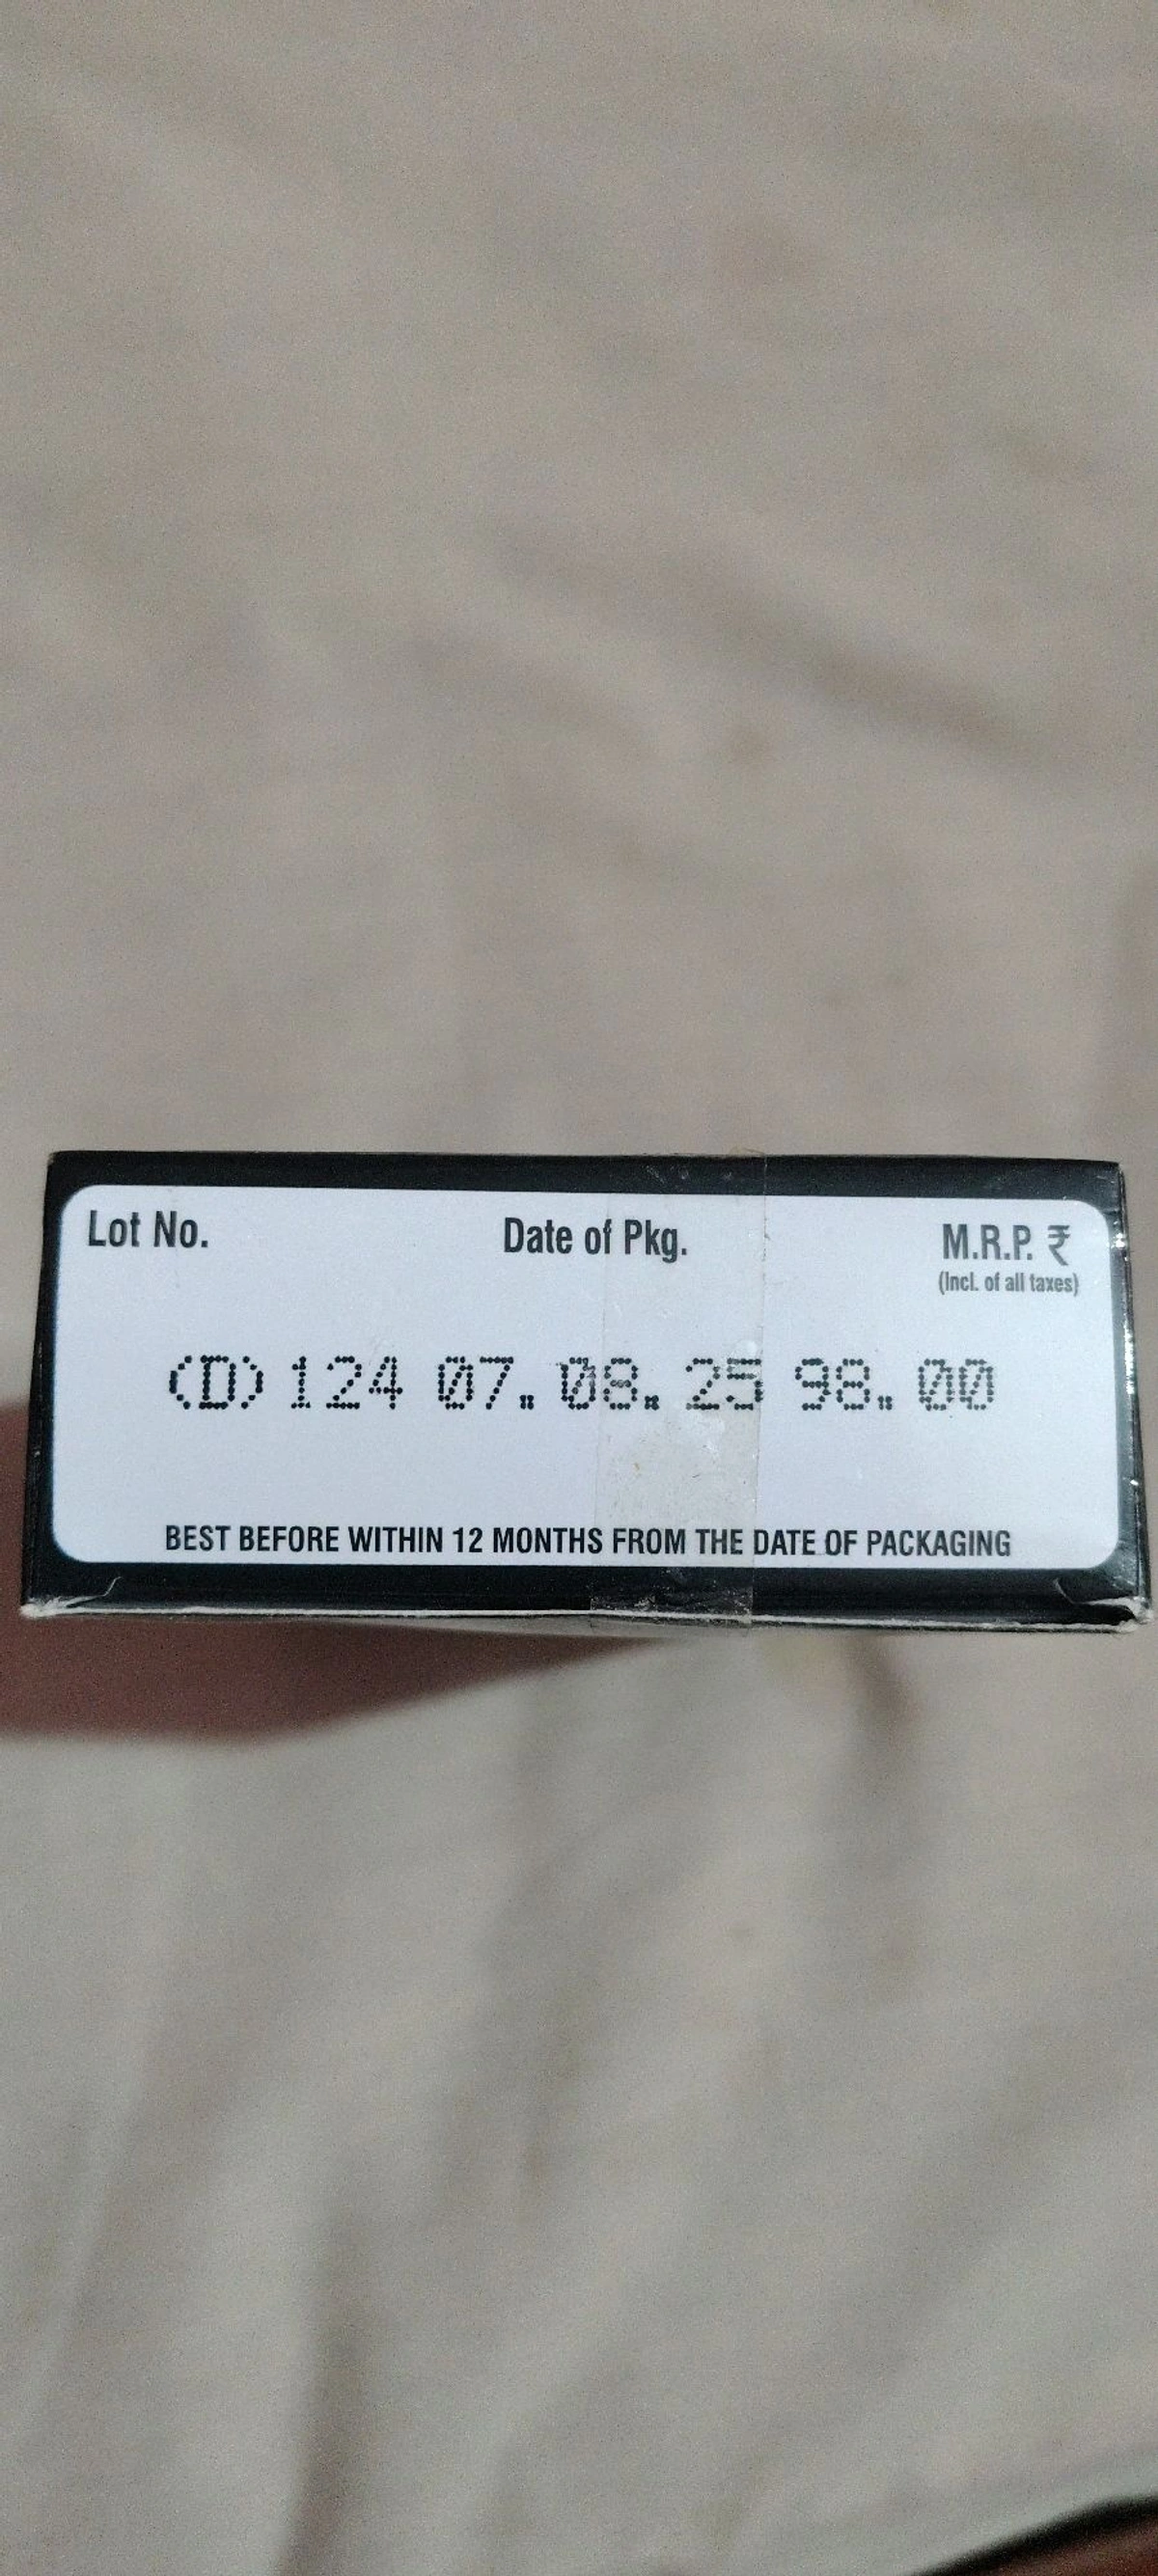 Lot No. Date of Pkg. M.R.P. ₹
(Incl. of all taxes)
(D) 124 07.08.25 98.00
BEST BEFORE WITHIN 12 MONTHS FROM THE DATE OF PACKAGING